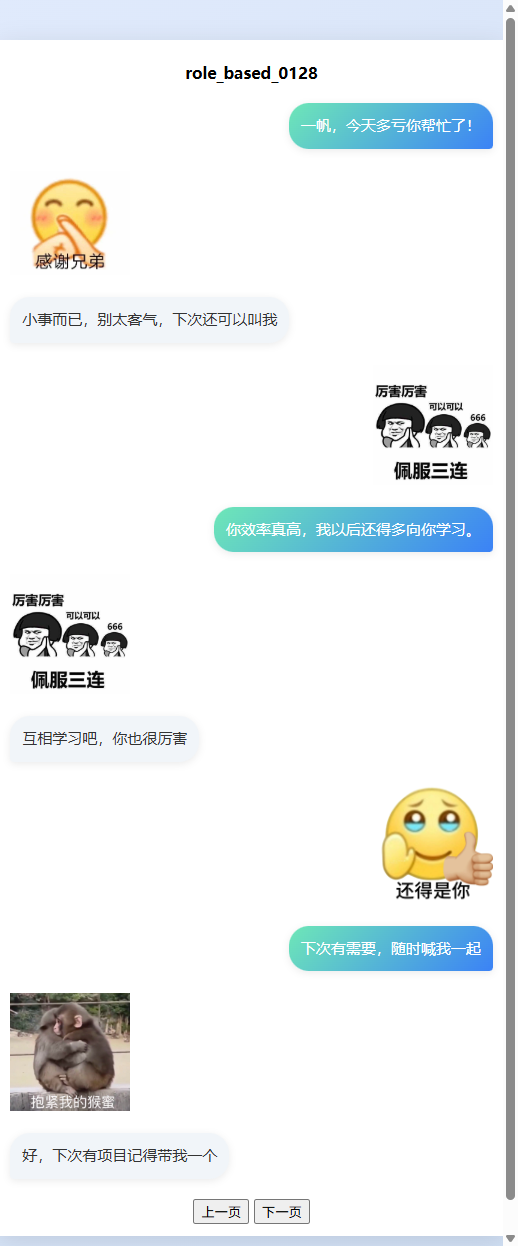 role_based_0128
一帆，今天多亏你帮忙了！
感谢兄弟
小事而已，别太客气，下次还可以叫我
厉害厉害
可以可以
666
佩服三连
你效率真高，我以后还得多向你学习。
厉害厉害
可以可以
666
佩服三连
互相学习吧，你也很厉害
还得是你
下次有需要，随时喊我一起
抱紧我的猴蜜
好，下次有项目记得带我一个
上一页 下一页